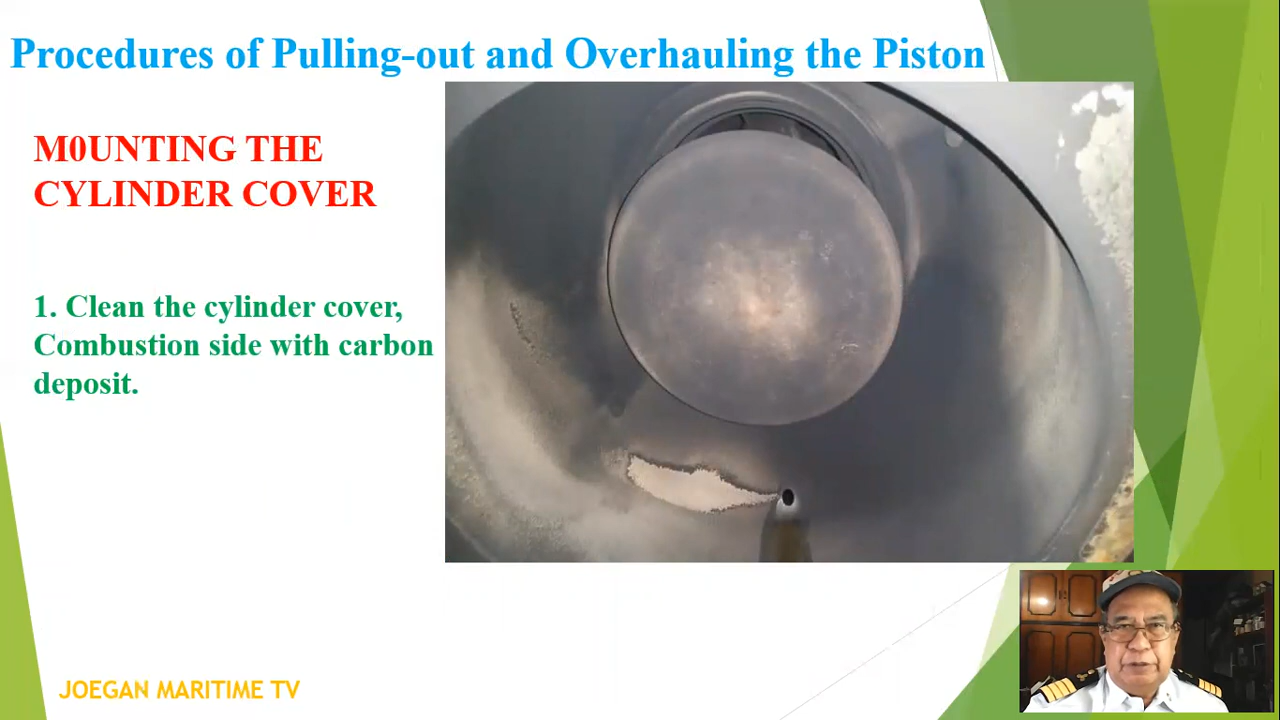 Procedures of Pulling-out and Overhauling the Piston
M0UNTING THE
CYLINDER COVER
1. Clean the cylinder cover,
Combustion side with carbon
deposit.
JOEGAN MARITIME TV